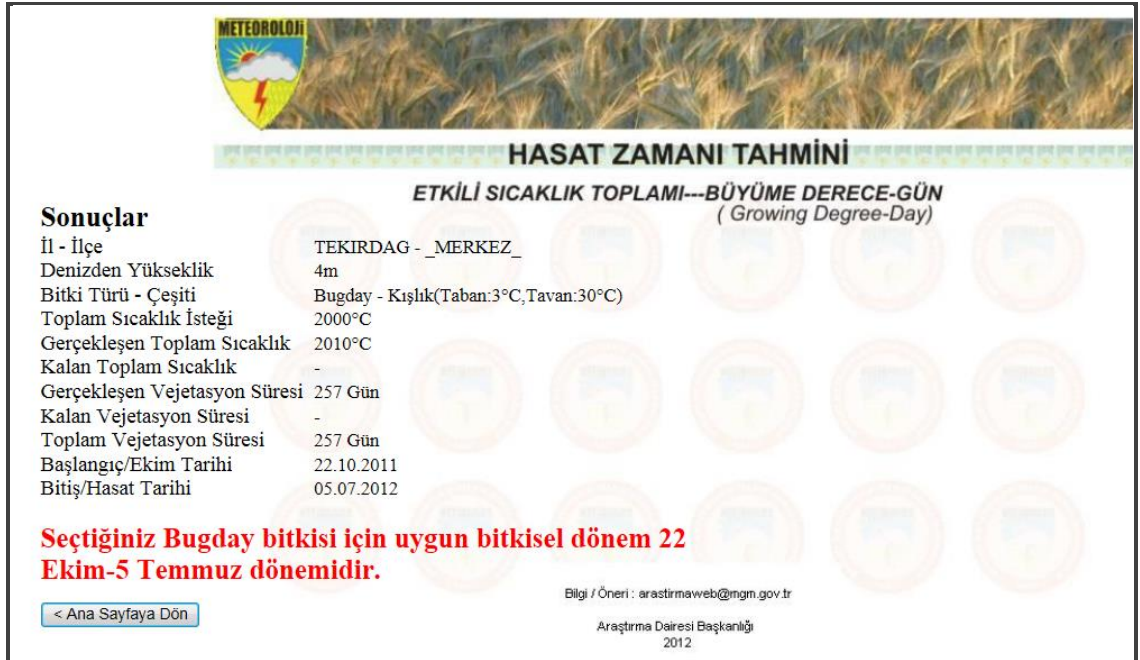 METEOROLOJİ
HASAT ZAMANI TAHMİNİ
ETKİLİ SICAKLIK TOPLAMI---BÜYÜME DERECE-GÜN
( Growing Degree-Day)
Sonuçlar
İl - İlçe TEKIRDAG - _MERKEZ_
Denizden Yükseklik 4m
Bitki Türü - Çeşiti Bugday - Kışlık(Taban:3°C,Tavan:30°C)
Toplam Sıcaklık İsteği 2000°C
Gerçekleşen Toplam Sıcaklık 2010°C
Kalan Toplam Sıcaklık -
Gerçekleşen Vejetasyon Süresi 257 Gün
Kalan Vejetasyon Süresi -
Toplam Vejetasyon Süresi 257 Gün
Başlangıç/Ekim Tarihi 22.10.2011
Bitiş/Hasat Tarihi 05.07.2012
Seçtiğiniz Bugday bitkisi için uygun bitkisel dönem 22
Ekim-5 Temmuz dönemidir.
< Ana Sayfaya Dön
Bilgi / Öneri : arastirmaweb@mgm.gov.tr
Araştırma Dairesi Başkanlığı
2012